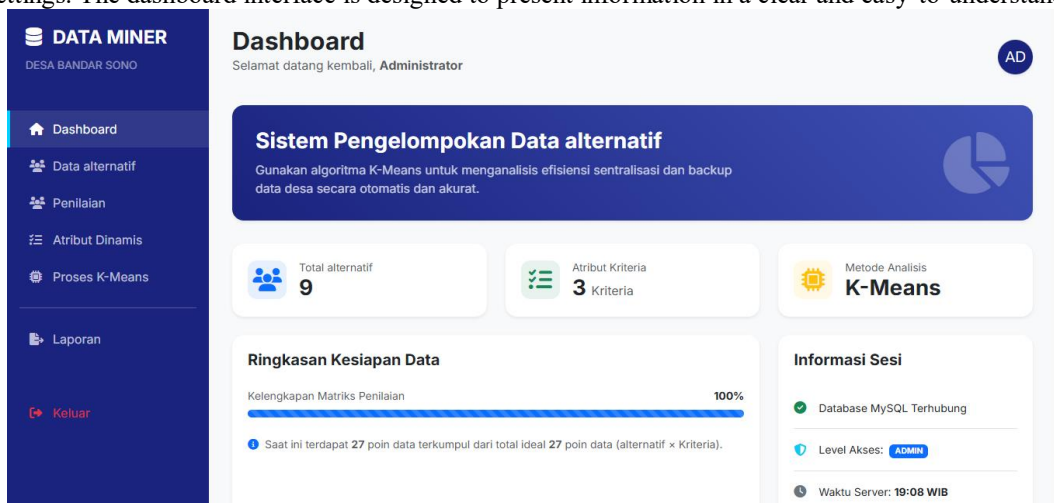 ettings. The dashboard interface is designed to present information in a clear and easy-to-understan
DATA MINER
DESA BANDAR SONO
Dashboard
Data alternatif
Penilaian
Atribut Dinamis
Proses K-Means
Laporan
Keluar
Dashboard
Selamat datang kembali, Administrator
AD
Sistem Pengelompokan Data alternatif
Gunakan algoritma K-Means untuk menganalisis efisiensi sentralisasi dan backup
data desa secara otomatis dan akurat.
Total alternatif
9
Atribut Kriteria
3 Kriteria
Metode Analisis
K-Means
Ringkasan Kesiapan Data
Kelengkapan Matriks Penilaian 100%
Saat ini terdapat 27 poin data terkumpul dari total ideal 27 poin data (alternatif × Kriteria).
Informasi Sesi
Database MySQL Terhubung
Level Akses: ADMIN
Waktu Server: 19:08 WIB